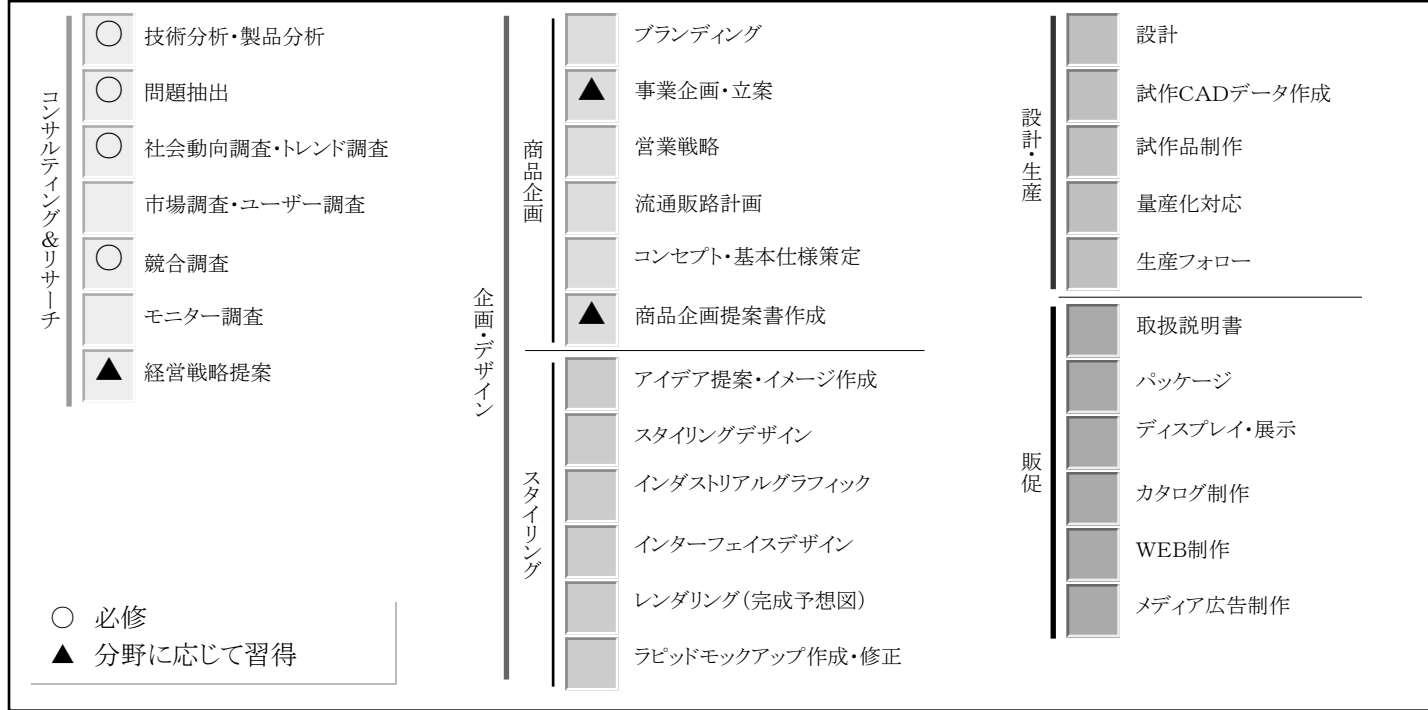 コンサルティング&リサーチ
○ 技術分析・製品分析
○ 問題抽出
○ 社会動向調査・トレンド調査
市場調査・ユーザー調査
○ 競合調査
モニター調査
▲ 経営戦略提案
企画・デザイン
商品企画
ブランディング
▲ 事業企画・立案
営業戦略
流通販路計画
コンセプト・基本仕様策定
▲ 商品企画提案書作成
スタイリング
アイデア提案・イメージ作成
スタイリングデザイン
インダストリアルグラフィック
インターフェイスデザイン
レンダリング(完成予想図)
ラピッドモックアップ作成・修正
設計・生産
設計
試作CADデータ作成
試作品制作
量産化対応
生産フォロー
販促
取扱説明書
パッケージ
ディスプレイ・展示
カタログ制作
WEB制作
メディア広告制作
○ 必修
▲ 分野に応じて習得